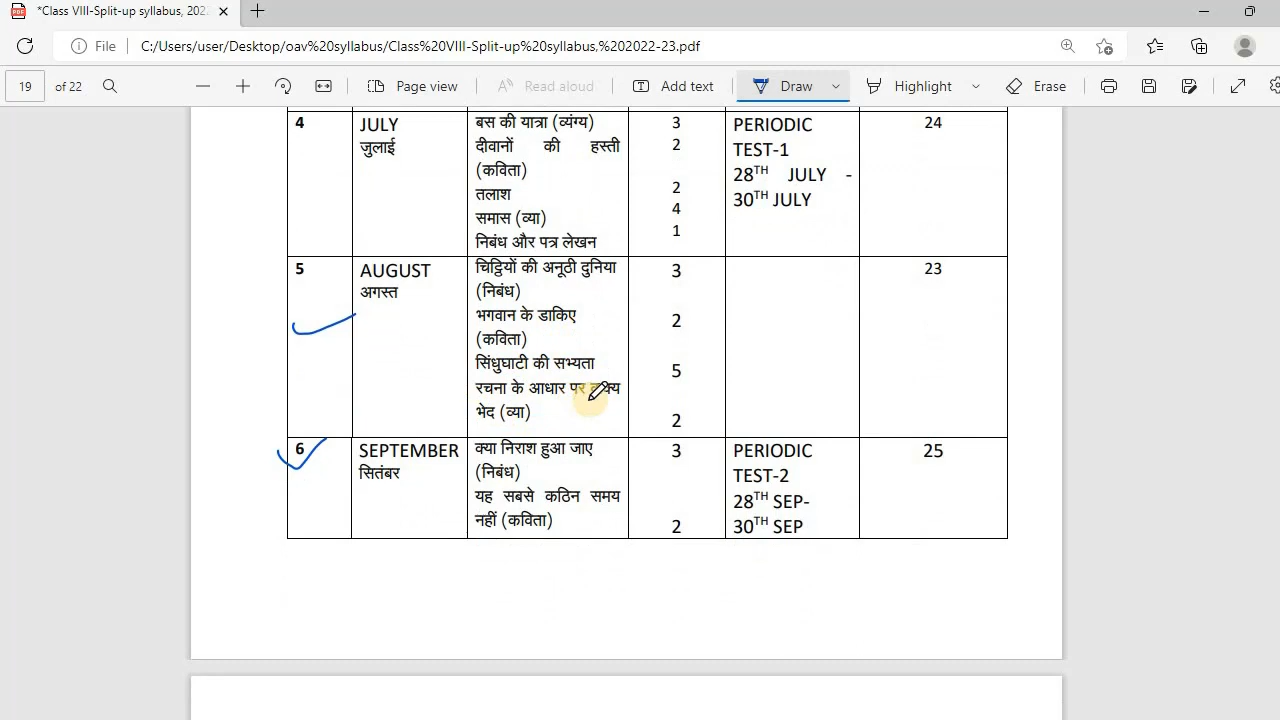 *Class VIII-Split-up syllabus, 202
File
C:/Users/user/Desktop/oav%20syllabus/Class%20VIII-Split-up%20syllabus,%202022-23.pdf
19 of 22
Page view
Read aloud
Add text
Draw
Highlight
Erase
4
JULY
जुलाई
बस की यात्रा (व्यंग्य)
दीवानों की हस्ती
(कविता)
तलाश
समास (व्या)
निबंध और पत्र लेखन
3
2
2
4
1
PERIODIC
TEST-1
28TH JULY -
30TH JULY
24
5
AUGUST
अगस्त
चिट्ठियों की अनूठी दुनिया
(निबंध)
भगवान के डाकिए
(कविता)
सिंधुघाटी की सभ्यता
रचना के आधार पर
भेद (व्या)
3
2
5
2
23
6
SEPTEMBER
सितंबर
क्या निराश हुआ जाए
(निबंध)
यह सबसे कठिन समय
नहीं (कविता)
3
2
PERIODIC
TEST-2
28TH SEP-
30TH SEP
25